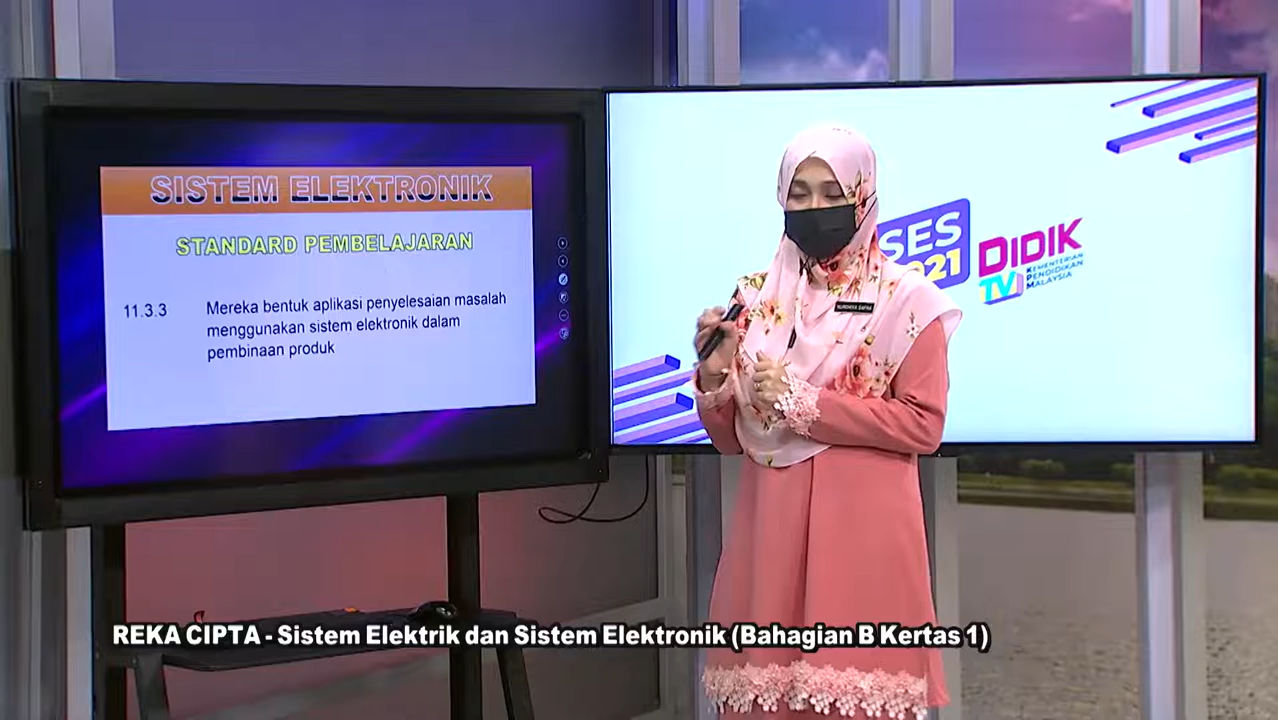 SISTEM ELEKTRONIK
STANDARD PEMBELAJARAN
11.3.3 Mereka bentuk aplikasi penyelesaian masalah
menggunakan sistem elektronik dalam
pembinaan produk
SES
2021
DIDIK
TV
KEMENTERIAN
PENDIDIKAN
MALAYSIA
REKA CIPTA - Sistem Elektrik dan Sistem Elektronik (Bahagian B Kertas 1)